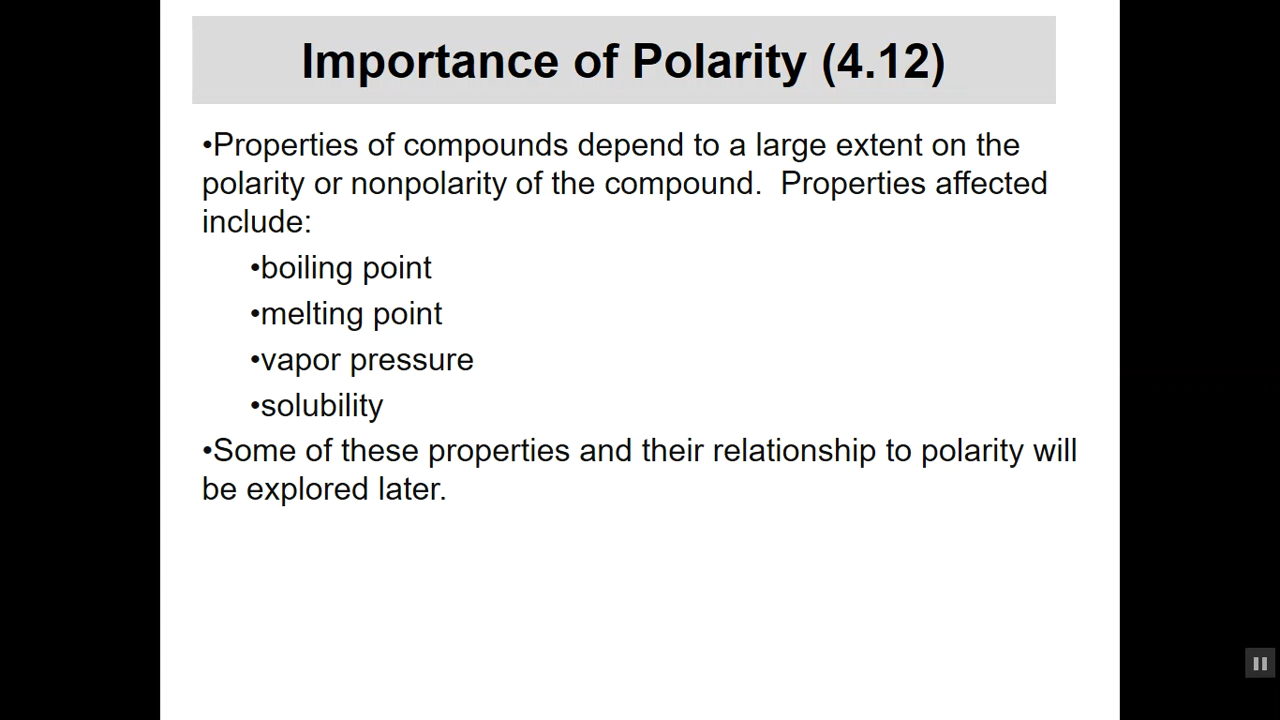 Importance of Polarity (4.12)
•Properties of compounds depend to a large extent on the
polarity or nonpolarity of the compound.  Properties affected
include:
•boiling point
•melting point
•vapor pressure
•solubility
•Some of these properties and their relationship to polarity will
be explored later.